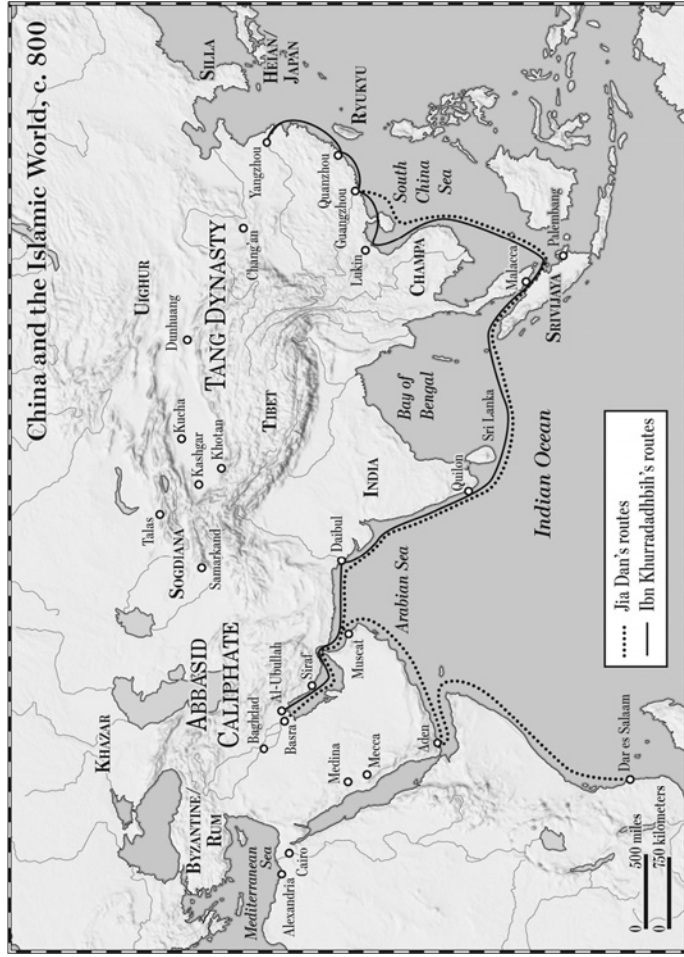 China and the Islamic World, c. 800
KHAZAR
BYZANTINE/
RUM
Mediterranean
Sea
Alexandria
Cairo
ABBASID
CALIPHATE
Baghdad
Al-Ubullah
Basra
Siraf
Medina
Mecca
Muscat
Aden
Dar es Salaam
Talas
SOGDIANA
Samarkand
Kashgar
Kucha
Khotan
UIGHUR
Dunhuang
TANG DYNASTY
Chang'an
TIBET
INDIA
Daibul
Arabian Sea
Quilon
Sri Lanka
Bay of
Bengal
Indian Ocean
SILLA
HEIAN/
JAPAN
Yangzhou
Quanzhou
RYUKYU
Guangzhou
Lukin
South
China
Sea
CHAMPA
Malacca
Palembang
SRIVIJAYA
0 500 miles
0 750 kilometers
Jia Dan's routes
Ibn Khurradadhbih's routes